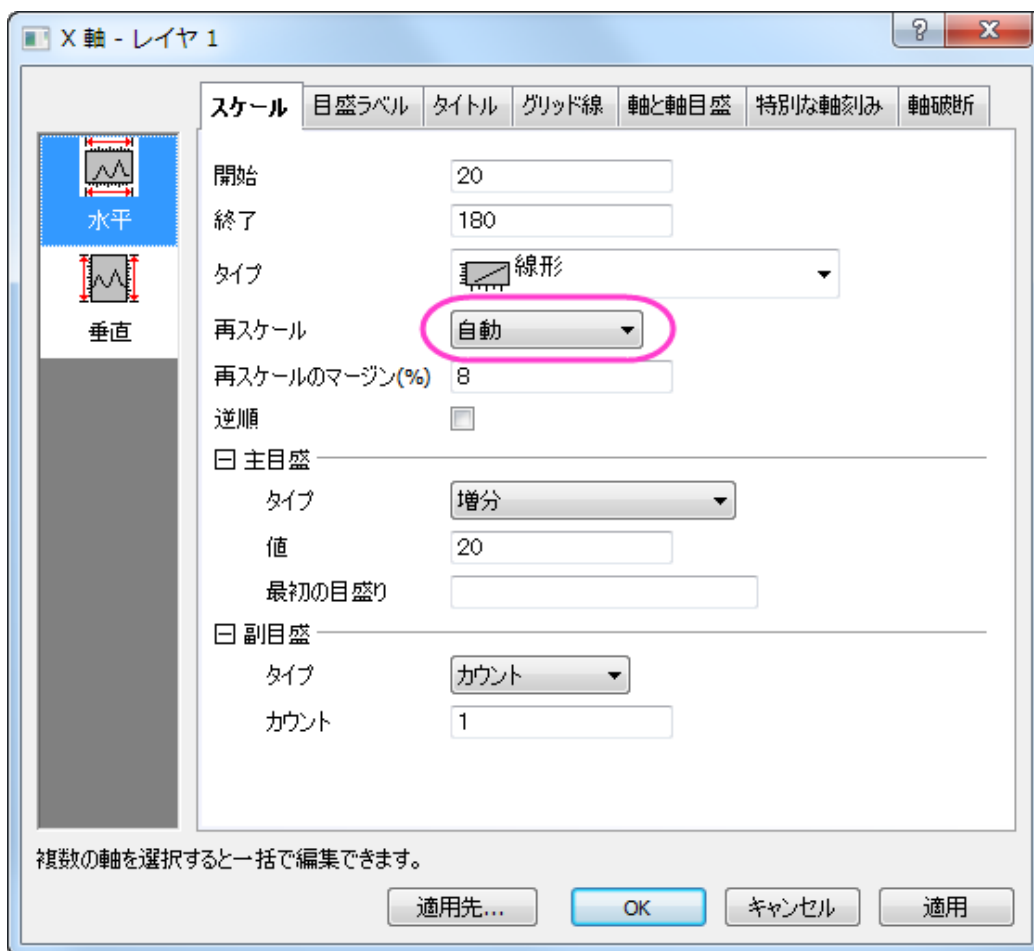 X 軸 - レイヤ 1
スケール 目盛ラベル タイトル グリッド線 軸と軸目盛 特別な軸刻み 軸破断
水平
垂直
開始 20
終了 180
タイプ 線形
再スケール 自動
再スケールのマージン(%) 8
逆順
主目盛
タイプ 増分
値 20
最初の目盛り
副目盛
タイプ カウント
カウント 1
複数の軸を選択すると一括で編集できます。
適用先... OK キャンセル 適用